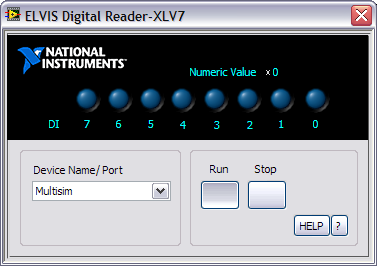 ELVIS Digital Reader-XLV7
NATIONAL
INSTRUMENTS™
Numeric Value x 0
DI 7 6 5 4 3 2 1 0
Device Name/ Port
Multisim
Run Stop
HELP ?